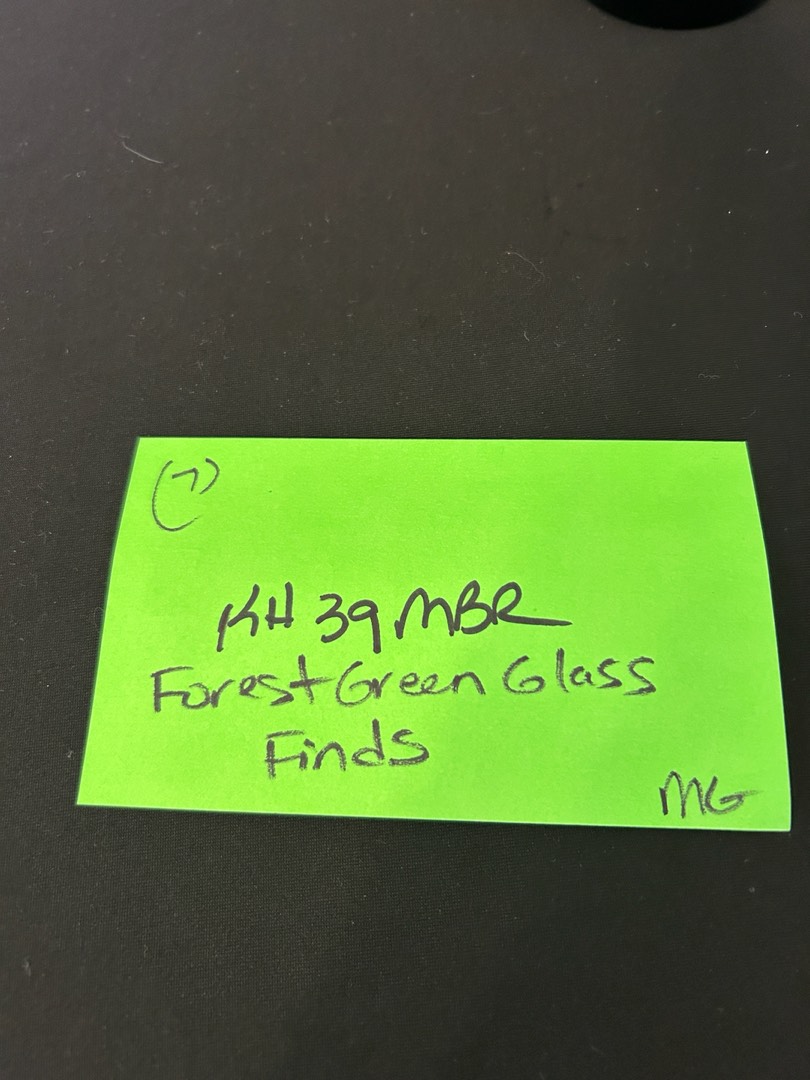 (7)
KH 39 MBR
Forest Green Glass
Finds
MG